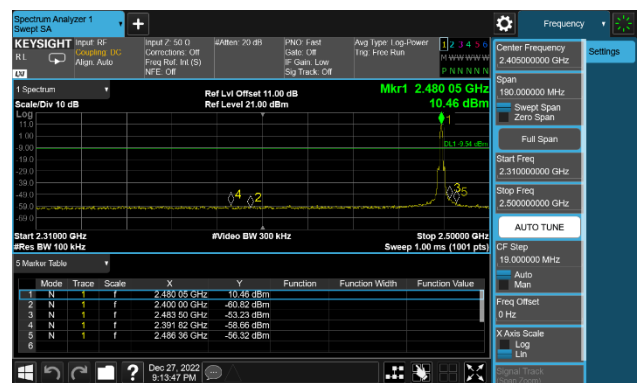 Spectrum Analyzer 1
Swept SA
Frequency
KEYSIGHT
Input: RF
Coupling: DC
Align: Auto
Input Z: 50 Ω
Corrections: Off
Freq Ref: Int (S)
NFE: Off
#Atten: 20 dB
PNO: Fast
Gate: Off
IF Gain: Low
Sig Track: Off
Avg Type: Log-Power
Trig: Free Run
1 2 3 4 5 6
M W W W W W
P N N N N N
RL
LXI
1 Spectrum
Scale/Div 10 dB
Ref Lvl Offset 11.00 dB
Ref Level 21.00 dBm
Mkr1 2.480 05 GHz
10.46 dBm
Log
11.0
1.00
-9.00
-19.0
-29.0
-39.0
-49.0
-59.0
-69.0
1
DL1 -9.54 dBm
4
2
3
5
Start 2.31000 GHz
#Res BW 100 kHz
#Video BW 300 kHz
Stop 2.50000 GHz
Sweep 1.00 ms (1001 pts)
5 Marker Table
Mode Trace Scale X Y Function Function Width Function Value
1 N 1 f 2.480 05 GHz 10.46 dBm
2 N 1 f 2.400 00 GHz -60.82 dBm
3 N 1 f 2.483 50 GHz -53.23 dBm
4 N 1 f 2.391 82 GHz -58.66 dBm
5 N 1 f 2.486 36 GHz -56.32 dBm
6
Dec 27, 2022
9:13:47 PM
Center Frequency
2.405000000 GHz
Settings
Span
190.000000 MHz
Swept Span
Zero Span
Full Span
Start Freq
2.310000000 GHz
Stop Freq
2.500000000 GHz
AUTO TUNE
CF Step
19.000000 MHz
Auto
Man
Freq Offset
0 Hz
X Axis Scale
Log
Lin
Signal Track
(Span Zoom)